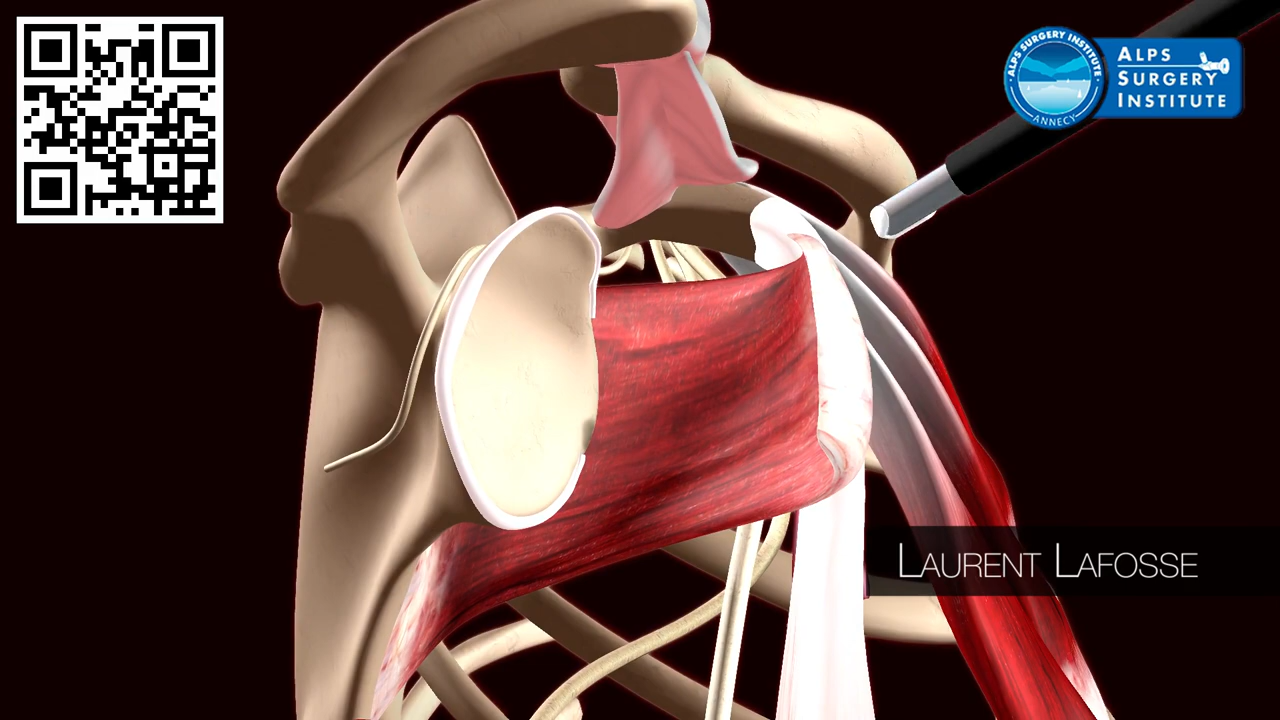 ALPS SURGERY INSTITUTE
ANNECY
ALPS
SURGERY
INSTITUTE
LAURENT LAFOSSE